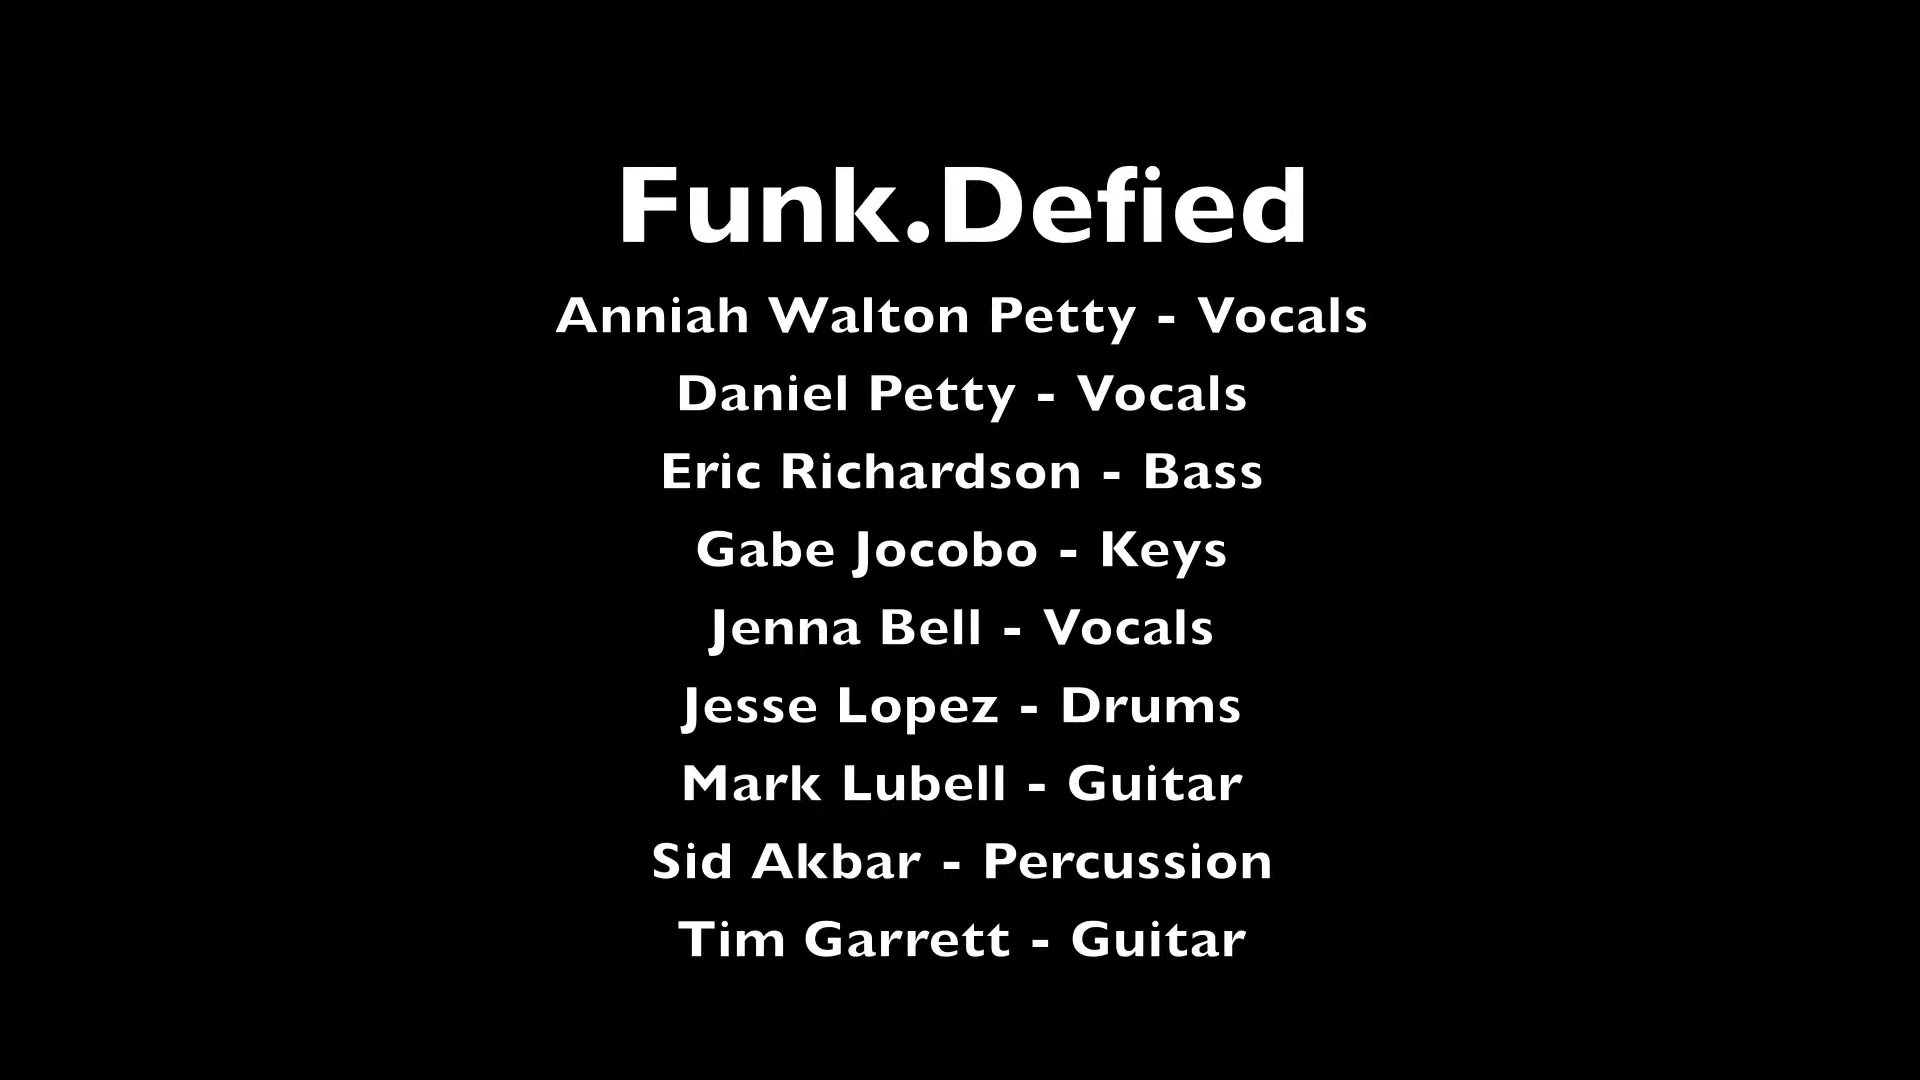 Funk.Defied
Anniah Walton Petty - Vocals
Daniel Petty - Vocals
Eric Richardson - Bass
Gabe Jocobo - Keys
Jenna Bell - Vocals
Jesse Lopez - Drums
Mark Lubell - Guitar
Sid Akbar - Percussion
Tim Garrett - Guitar